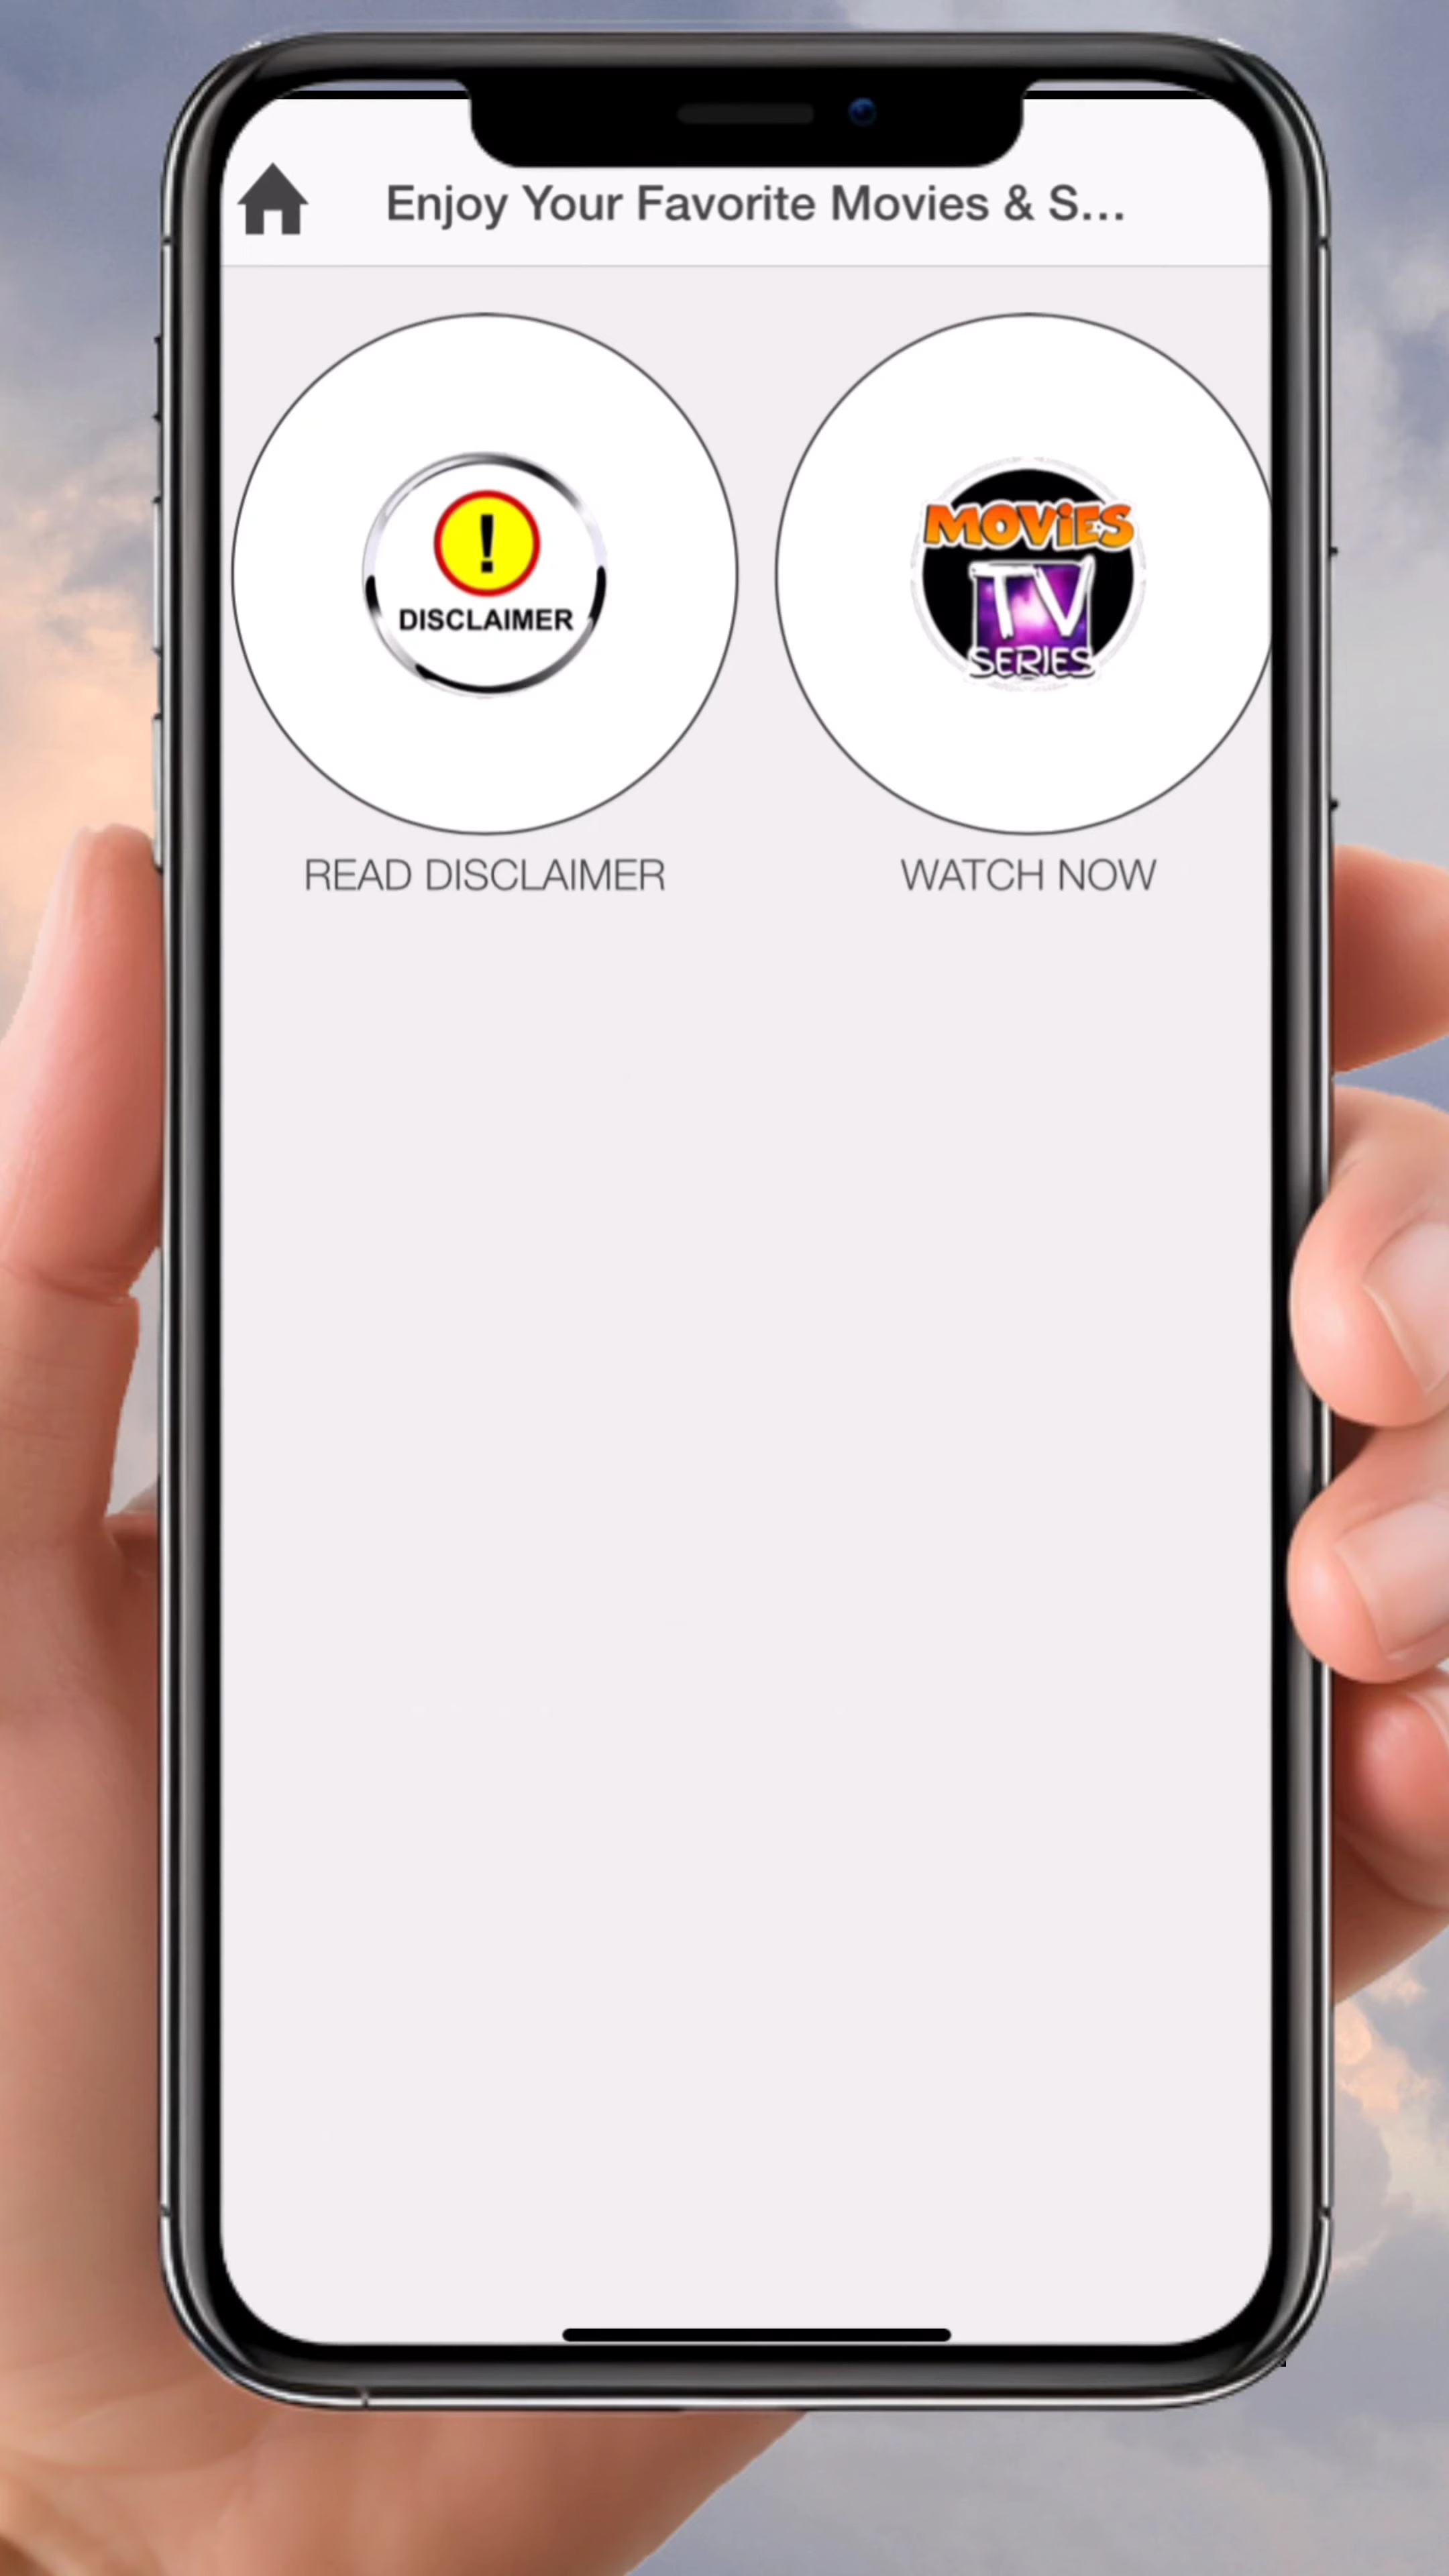 Enjoy Your Favorite Movies & S...
!
DISCLAIMER
MOViES
TV
SERIES
READ DISCLAIMER
WATCH NOW